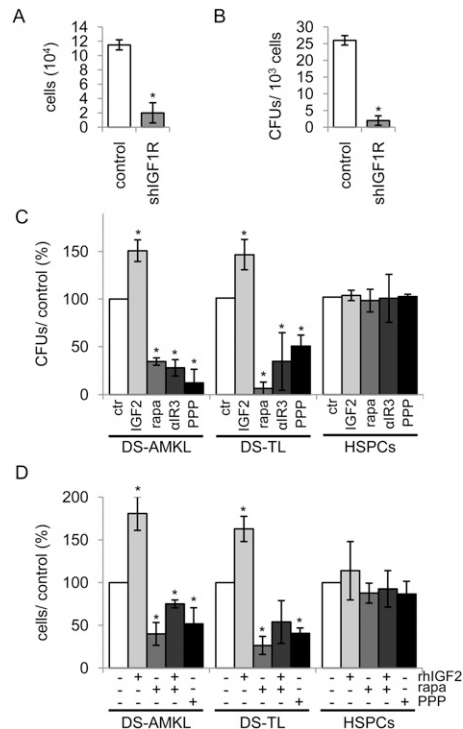 A
B
cells (10⁴)
14
12
10
8
6
4
2
0
*
control
shIGF1R
CFUs/ 10³ cells
30
25
20
15
10
5
0
*
control
shIGF1R
C
CFUs/ control (%)
150
100
50
0
* * * * * * * *
ctr IGF2 rapa αIR3 PPP ctr IGF2 rapa αIR3 PPP ctr IGF2 rapa αIR3 PPP
DS-AMKL DS-TL HSPCs
D
cells/ control (%)
200
150
100
50
0
* * * * * * *
- + - + - - + - + - - + - + - rhIGF2
- - + + - - - + + - - - + + - rapa
- - - - + - - - - + - - - - + PPP
DS-AMKL DS-TL HSPCs